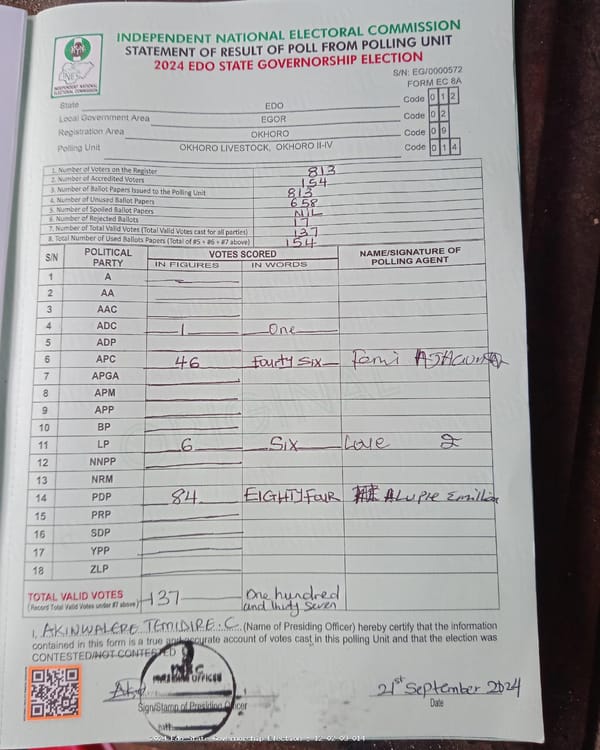 INDEPENDENT NATIONAL ELECTORAL COMMISSION
STATEMENT OF RESULT OF POLL FROM POLLING UNIT
2024 EDO STATE GOVERNORSHIP ELECTION
INEC
INDEPENDENT NATIONAL ELECTORAL COMMISSION
S/N: EG/0000572
FORM EC 8A
State EDO Code 0 1 2
Local Government Area EGOR Code 0 2
Registration Area OKHORO Code 0 9
Polling Unit OKHORO LIVESTOCK, OKHORO II-IV Code 0 1 4
1. Number of Voters on the Register 813
2. Number of Accredited Voters 154
3. Number of Ballot Papers Issued to the Polling Unit 813
4. Number of Unused Ballot Papers 658
5. Number of Spoiled Ballot Papers NIL
6. Number of Rejected Ballots 17
7. Number of Total Valid Votes (Total Valid Votes cast for all parties) 137
8. Total Number of Used Ballots Papers (Total of #5 + #6 + #7 above) 154
S/N POLITICAL PARTY VOTES SCORED NAME/SIGNATURE OF POLLING AGENT
IN FIGURES IN WORDS
1 A
2 AA
3 AAC
4 ADC 1 One
5 ADP
6 APC 46 Fourty Six Femi
7 APGA
8 APM
9 APP
10 BP
11 LP 6 Six Love
12 NNPP
13 NRM
14 PDP 84 EIGHTY FOUR
15 PRP
16 SDP
17 YPP
18 ZLP
TOTAL VALID VOTES 137 One hundred
(Record Total Valid Votes under #7 above) and thirty seven
I, AKINWALERE TEMIDIRE. C. (Name of Presiding Officer) hereby certify that the information
contained in this form is a true and accurate account of votes cast in this polling Unit and that the election was
CONTESTED/NOT CONTESTED
INEC
PRESIDING OFFICER
21st September 2024
Sign/Stamp of Presiding Officer Date
2024 Edo State Governorship Election : 12-02-09-014